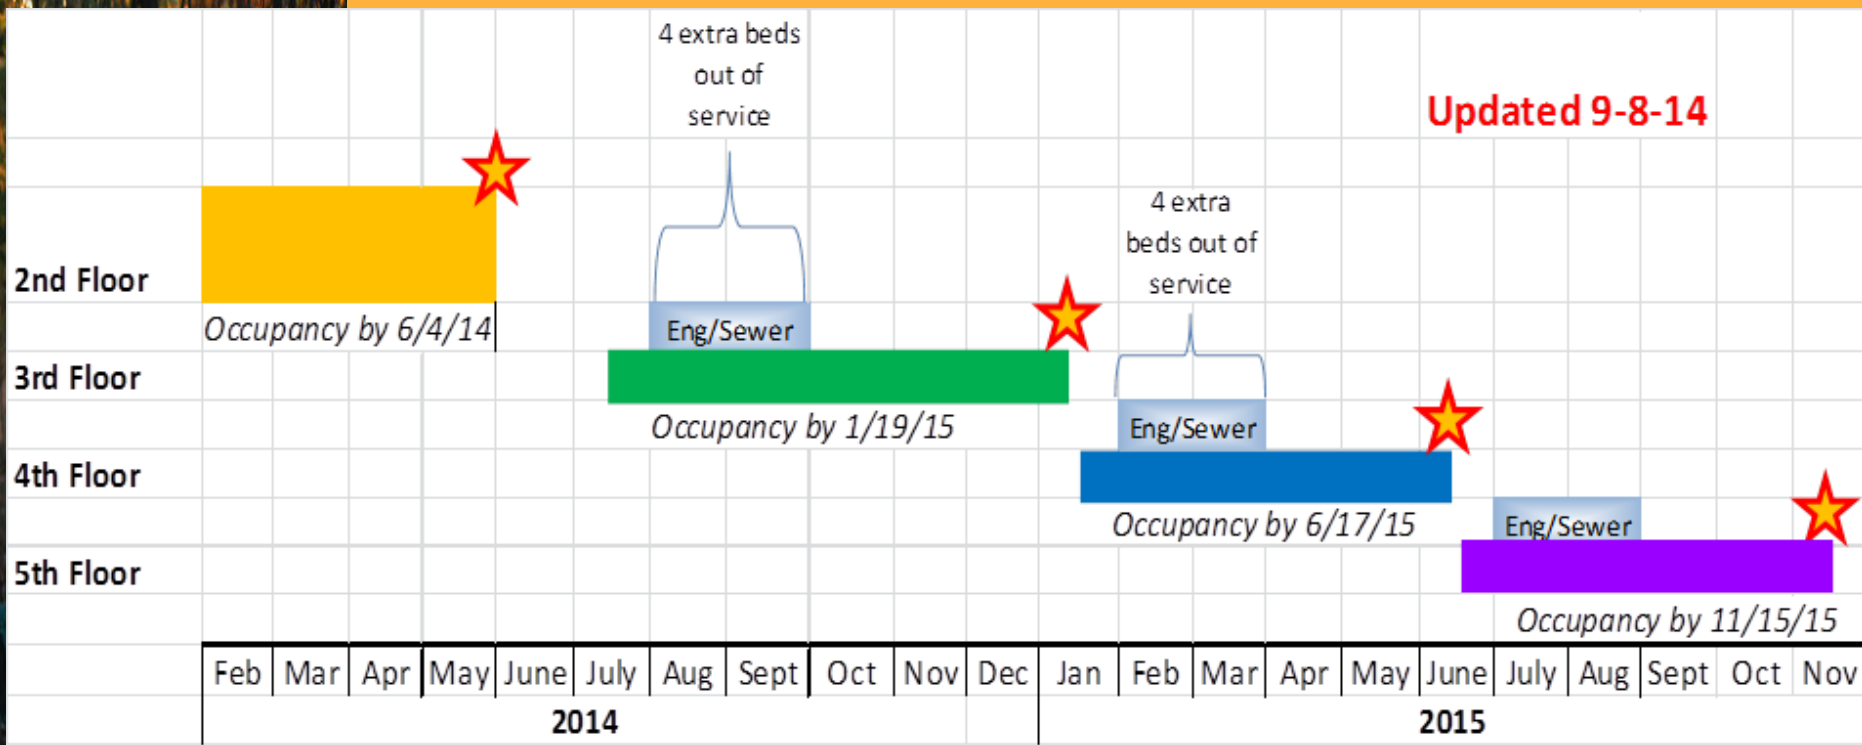 4 extra beds
out of
service
Updated 9-8-14
4 extra
beds out of
service
2nd Floor
Occupancy by 6/4/14
Eng/Sewer
3rd Floor
Occupancy by 1/19/15
Eng/Sewer
4th Floor
Occupancy by 6/17/15
Eng/Sewer
5th Floor
Occupancy by 11/15/15
Feb Mar Apr May June July Aug Sept Oct Nov Dec Jan Feb Mar Apr May June July Aug Sept Oct Nov
2014 2015